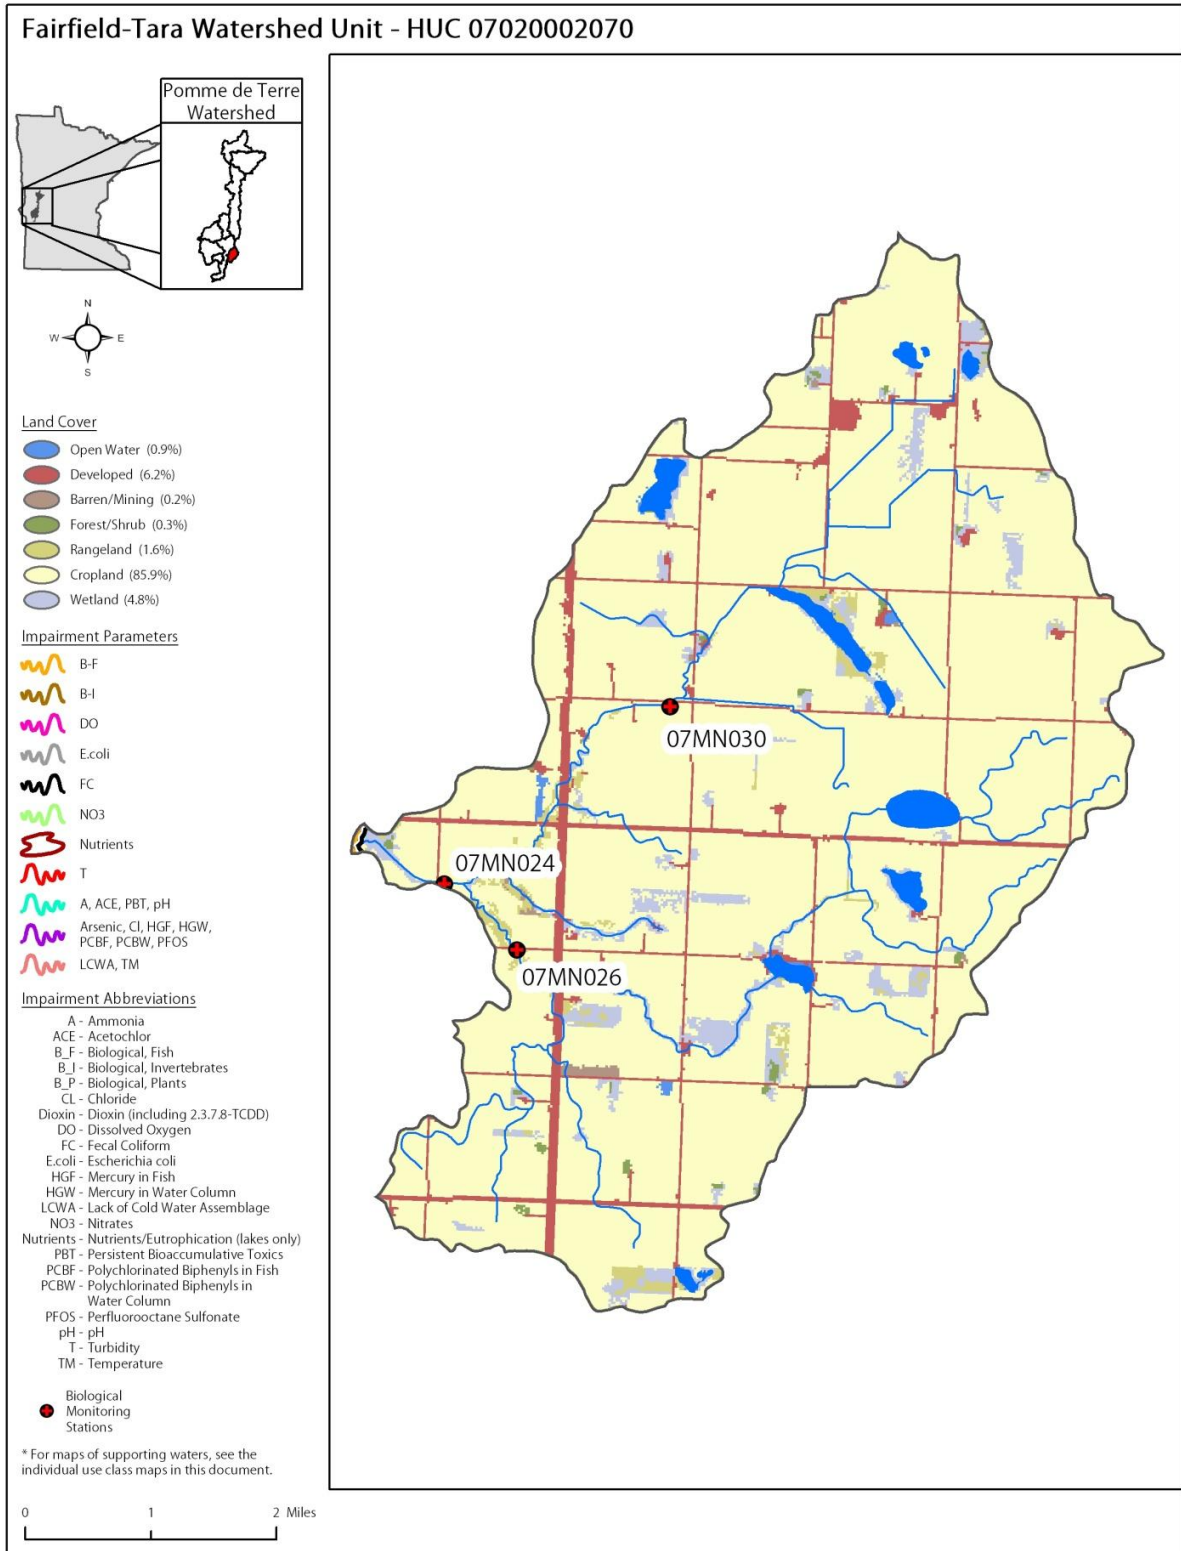 Fairfield-Tara Watershed Unit - HUC 07020002070
Pomme de Terre
Watershed
N
W
E
S
Land Cover
Open Water (0.9%)
Developed (6.2%)
Barren/Mining (0.2%)
Forest/Shrub (0.3%)
Rangeland (1.6%)
Cropland (85.9%)
Wetland (4.8%)
Impairment Parameters
B-F
B-I
DO
E.coli
FC
NO3
Nutrients
T
A, ACE, PBT, pH
Arsenic, Cl, HGF, HGW,
PCBF, PCBW, PFOS
LCWA, TM
Impairment Abbreviations
A - Ammonia
ACE - Acetochlor
B_F - Biological, Fish
B_I - Biological, Invertebrates
B_P - Biological, Plants
CL - Chloride
Dioxin - Dioxin (including 2.3.7.8-TCDD)
DO - Dissolved Oxygen
FC - Fecal Coliform
E.coli - Escherichia coli
HGF - Mercury in Fish
HGW - Mercury in Water Column
LCWA - Lack of Cold Water Assemblage
NO3 - Nitrates
Nutrients - Nutrients/Eutrophication (lakes only)
PBT - Persistent Bioaccumulative Toxics
PCBF - Polychlorinated Biphenyls in Fish
PCBW - Polychlorinated Biphenyls in
Water Column
PFOS - Perfluorooctane Sulfonate
pH - pH
T - Turbidity
TM - Temperature
Biological
Monitoring
Stations
* For maps of supporting waters, see the
individual use class maps in this document.
0 1 2 Miles
07MN030
07MN024
07MN026